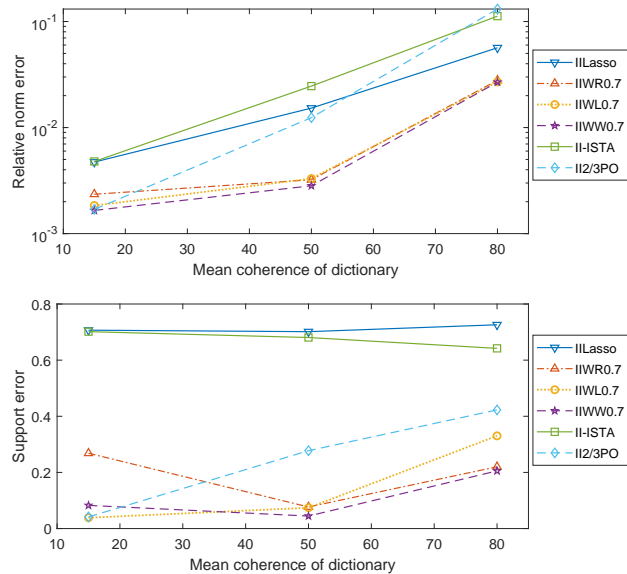 10^-1
10^-2
10^-3
Relative norm error
10 20 30 40 50 60 70 80
Mean coherence of dictionary
IILasso
IIWR0.7
IIWL0.7
IIWW0.7
II-ISTA
II2/3PO
0.8
0.6
0.4
0.2
0
Support error
10 20 30 40 50 60 70 80
Mean coherence of dictionary
IILasso
IIWR0.7
IIWL0.7
IIWW0.7
II-ISTA
II2/3PO